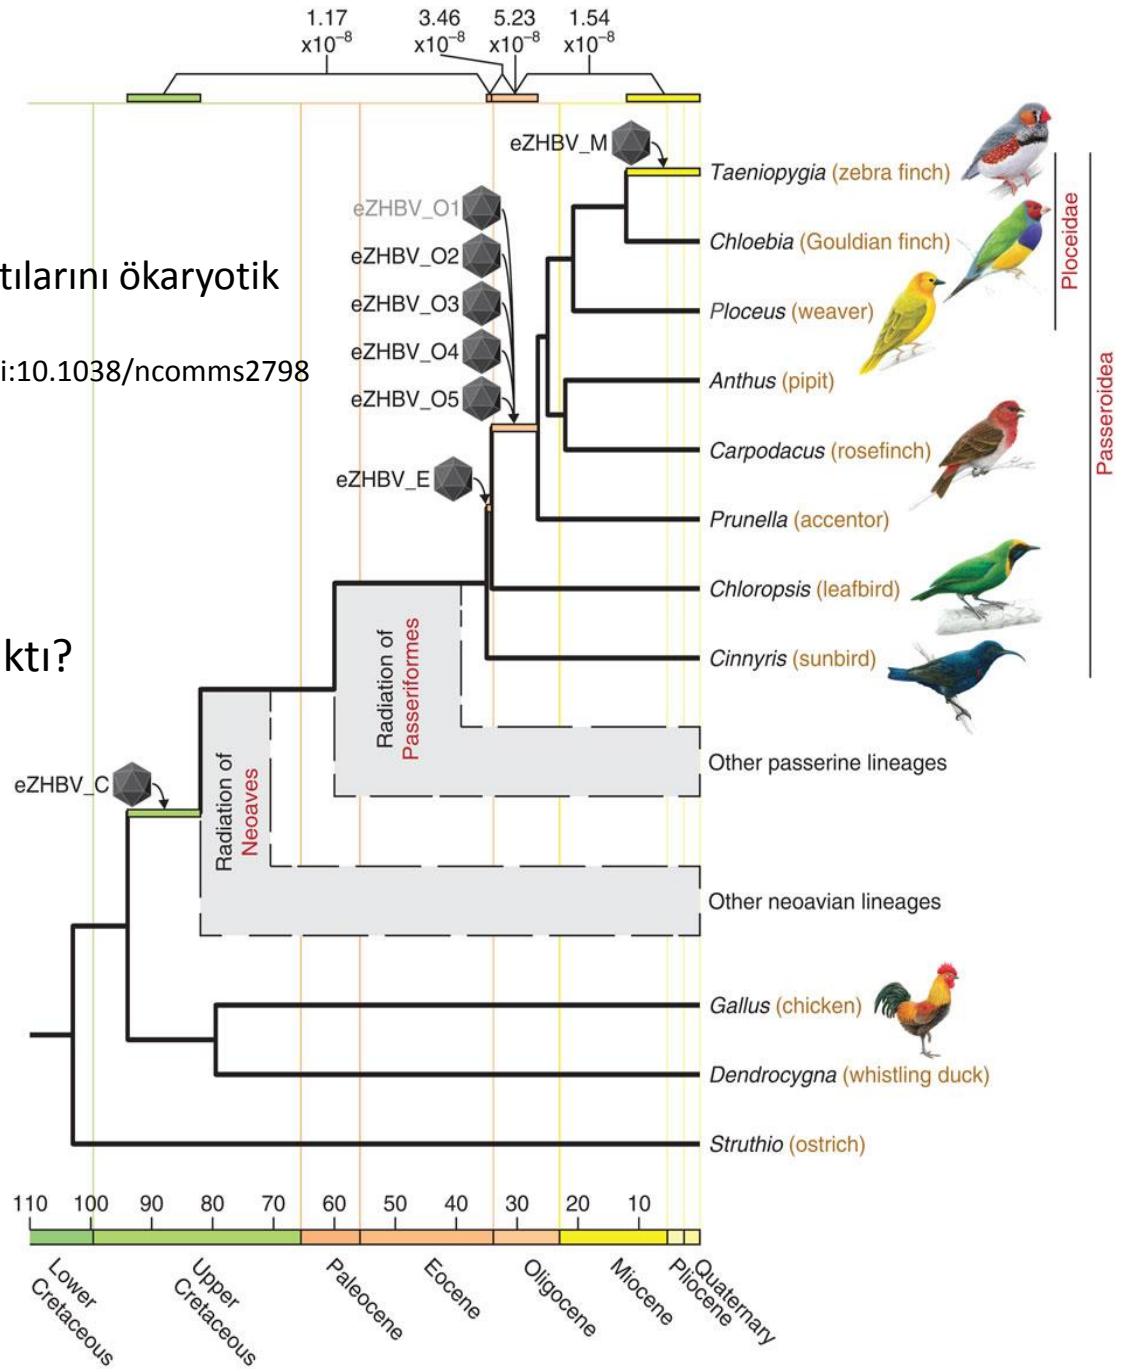 1.17
x10⁻⁸
3.46
x10⁻⁸
5.23
x10⁻⁸
1.54
x10⁻⁸
eZHBV_M
Taeniopygia (zebra finch)
eZHBV_O1
Chloebia (Gouldian finch)
Ploceidae
eZHBV_O2
tılarını ökaryotik
eZHBV_O3
Ploceus (weaver)
eZHBV_O4
i:10.1038/ncomms2798
Anthus (pipit)
eZHBV_O5
Passeroidea
Carpodacus (rosefinch)
eZHBV_E
Prunella (accentor)
Chloropsis (leafbird)
ktı?
Cinnyris (sunbird)
Radiation of
Passeriformes
Other passerine lineages
eZHBV_C
Radiation of
Neoaves
Other neoavian lineages
Gallus (chicken)
Dendrocygna (whistling duck)
Struthio (ostrich)
110 100 90 80 70 60 50 40 30 20 10
Lower
Cretaceous
Upper
Cretaceous
Paleocene
Eocene
Oligocene
Miocene
Pliocene
Quaternary